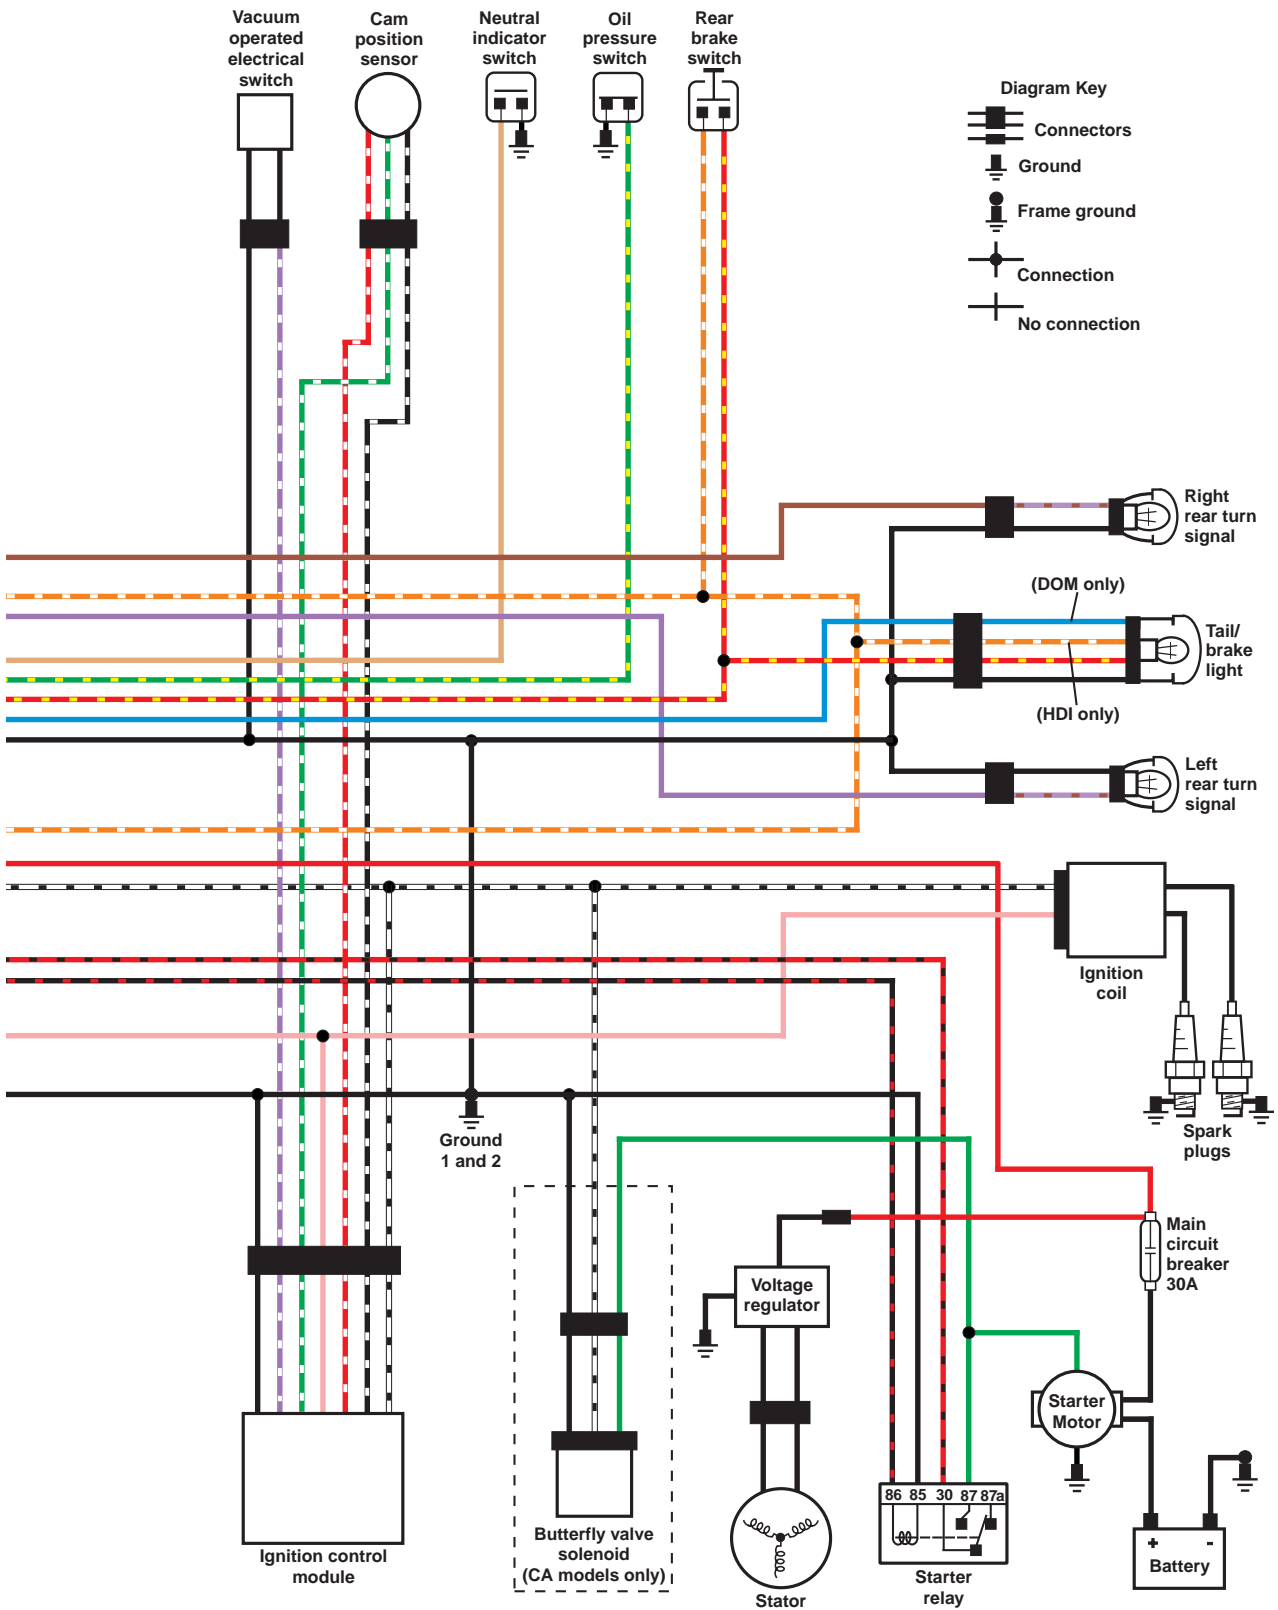 Vacuum
operated
electrical
switch
Cam
position
sensor
Neutral
indicator
switch
Oil
pressure
switch
Rear
brake
switch
Diagram Key
Connectors
Ground
Frame ground
Connection
No connection
Right
rear turn
signal
(DOM only)
Tail/
brake
light
(HDI only)
Left
rear turn
signal
Ignition
coil
Spark
plugs
Ground
1 and 2
Main
circuit
breaker
30A
Voltage
regulator
Starter
Motor
86 85 30 87 87a
+ -
Battery
Butterfly valve
solenoid
(CA models only)
Ignition control
module
Starter
relay
Stator